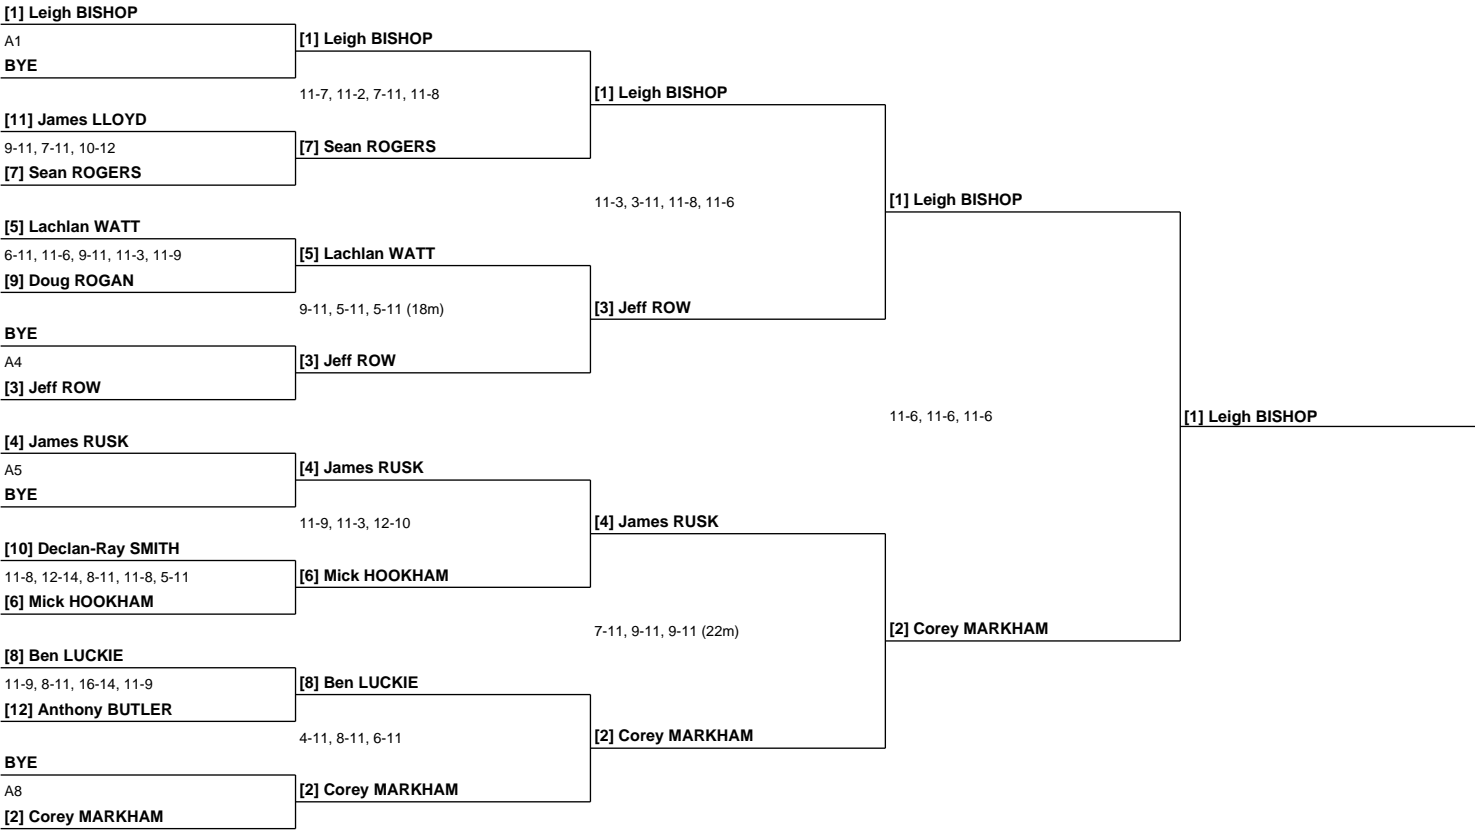 [1] Leigh BISHOP
A1
BYE
[11] James LLOYD
9-11, 7-11, 10-12
[7] Sean ROGERS
[5] Lachlan WATT
6-11, 11-6, 9-11, 11-3, 11-9
[9] Doug ROGAN
BYE
A4
[3] Jeff ROW
[4] James RUSK
A5
BYE
[10] Declan-Ray SMITH
11-8, 12-14, 8-11, 11-8, 5-11
[6] Mick HOOKHAM
[8] Ben LUCKIE
11-9, 8-11, 16-14, 11-9
[12] Anthony BUTLER
BYE
A8
[2] Corey MARKHAM
[1] Leigh BISHOP
11-7, 11-2, 7-11, 11-8
[7] Sean ROGERS
[5] Lachlan WATT
9-11, 5-11, 5-11 (18m)
[3] Jeff ROW
[4] James RUSK
11-9, 11-3, 12-10
[6] Mick HOOKHAM
[8] Ben LUCKIE
4-11, 8-11, 6-11
[2] Corey MARKHAM
[1] Leigh BISHOP
11-3, 3-11, 11-8, 11-6
[3] Jeff ROW
[4] James RUSK
7-11, 9-11, 9-11 (22m)
[2] Corey MARKHAM
[1] Leigh BISHOP
11-6, 11-6, 11-6
[2] Corey MARKHAM
[1] Leigh BISHOP